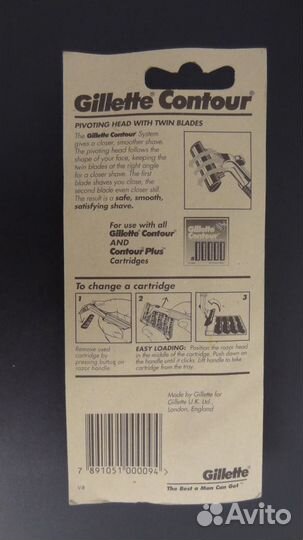 Gillette® Contour®
PIVOTING HEAD WITH TWIN BLADES
The Gillette® Contour® System
gives a closer, smoother shave.
The pivoting head follows the
shape of your face, keeping the
twin blades at the right angle
for a closer shave. The first
blade shaves you close, the
second blade even closer still.
The result is a safe, smooth,
satisfying shave.
For use with all
Gillette® Contour®
AND
Contour Plus™
Cartridges
Gillette
Contour
5
To change a cartridge
1
2
3
Remove used
cartridge by
pressing button on
razor handle.
EASY LOADING: Position the razor head
in the middle of the cartridge. Push down on
the handle until it clicks. Lift handle to take
cartridge from the tray.
Made by Gillette for
Gillette U.K. Ltd.,
London, England
7 891051 000094 >
V-8
Gillette®
The Best a Man Can Get™
Avito